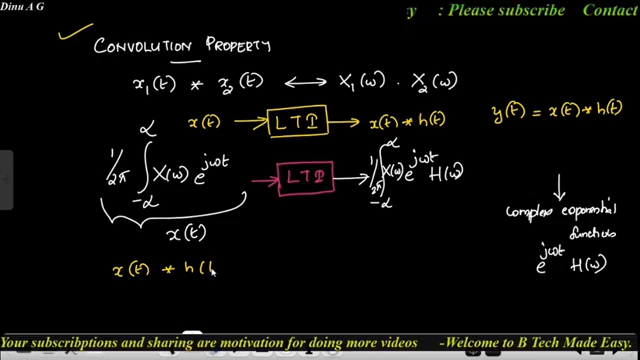 Dinu A G
y : Please subscribe Contact
CONVOLUTION PROPERTY
x₁(t) * x₂(t) ⟷ X₁(ω) . X₂(ω)
x(t) → LTI → x(t) * h(t)
y(t) = x(t) * h(t)
1/2π ∫_{-α}^{α} X(ω) e^{jωt} → LTI → 1/2π ∫_{-α}^{α} X(ω) e^{jωt} H(ω)
x(t)
complex exponential
functions
e^{jωt} H(ω)
x(t) * h(
Your subscribptions and sharing are motivation for doing more videos -Welcome to B Tech Made Easy.